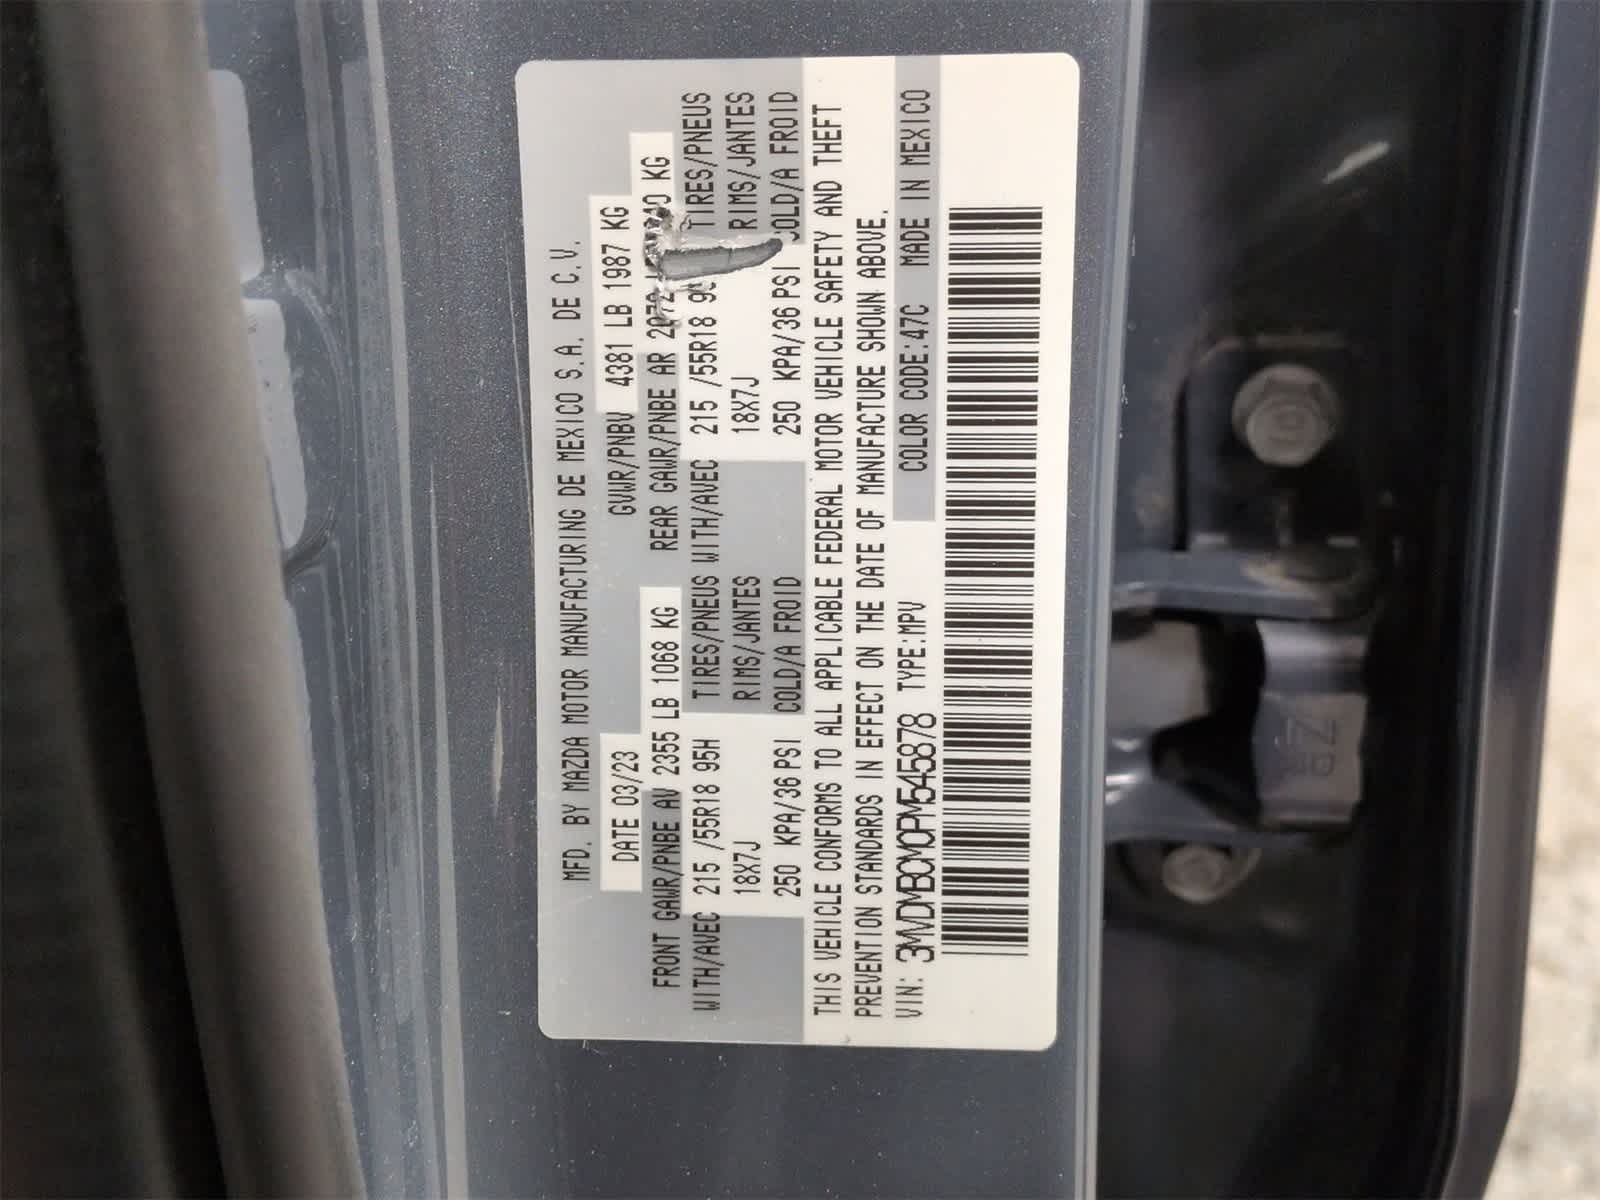 MFD. BY MAZDA MOTOR MANUFACTURING DE MEXICO S.A. DE C.V.
DATE 03/23 GVWR/PNBV 4381 LB 1987 KG
FRONT GAWR/PNBE AV 2355 LB 1068 KG REAR GAWR/PNBE AR KG
WITH/AVEC 215 /55R18 95H TIRES/PNEUS WITH/AVEC 215 /55R18 TIRES/PNEUS
18X7J RIMS/JANTES 18X7J RIMS/JANTES
250 KPA/36 PSI COLD/A FROID 250 KPA/36 PSI COLD/A FROID
THIS VEHICLE CONFORMS TO ALL APPLICABLE FEDERAL MOTOR VEHICLE SAFETY AND THEFT
PREVENTION STANDARDS IN EFFECT ON THE DATE OF MANUFACTURE SHOWN ABOVE.
VIN: 3MVDMBCMXPM545878 TYPE:MPV COLOR CODE:47C MADE IN MEXICO